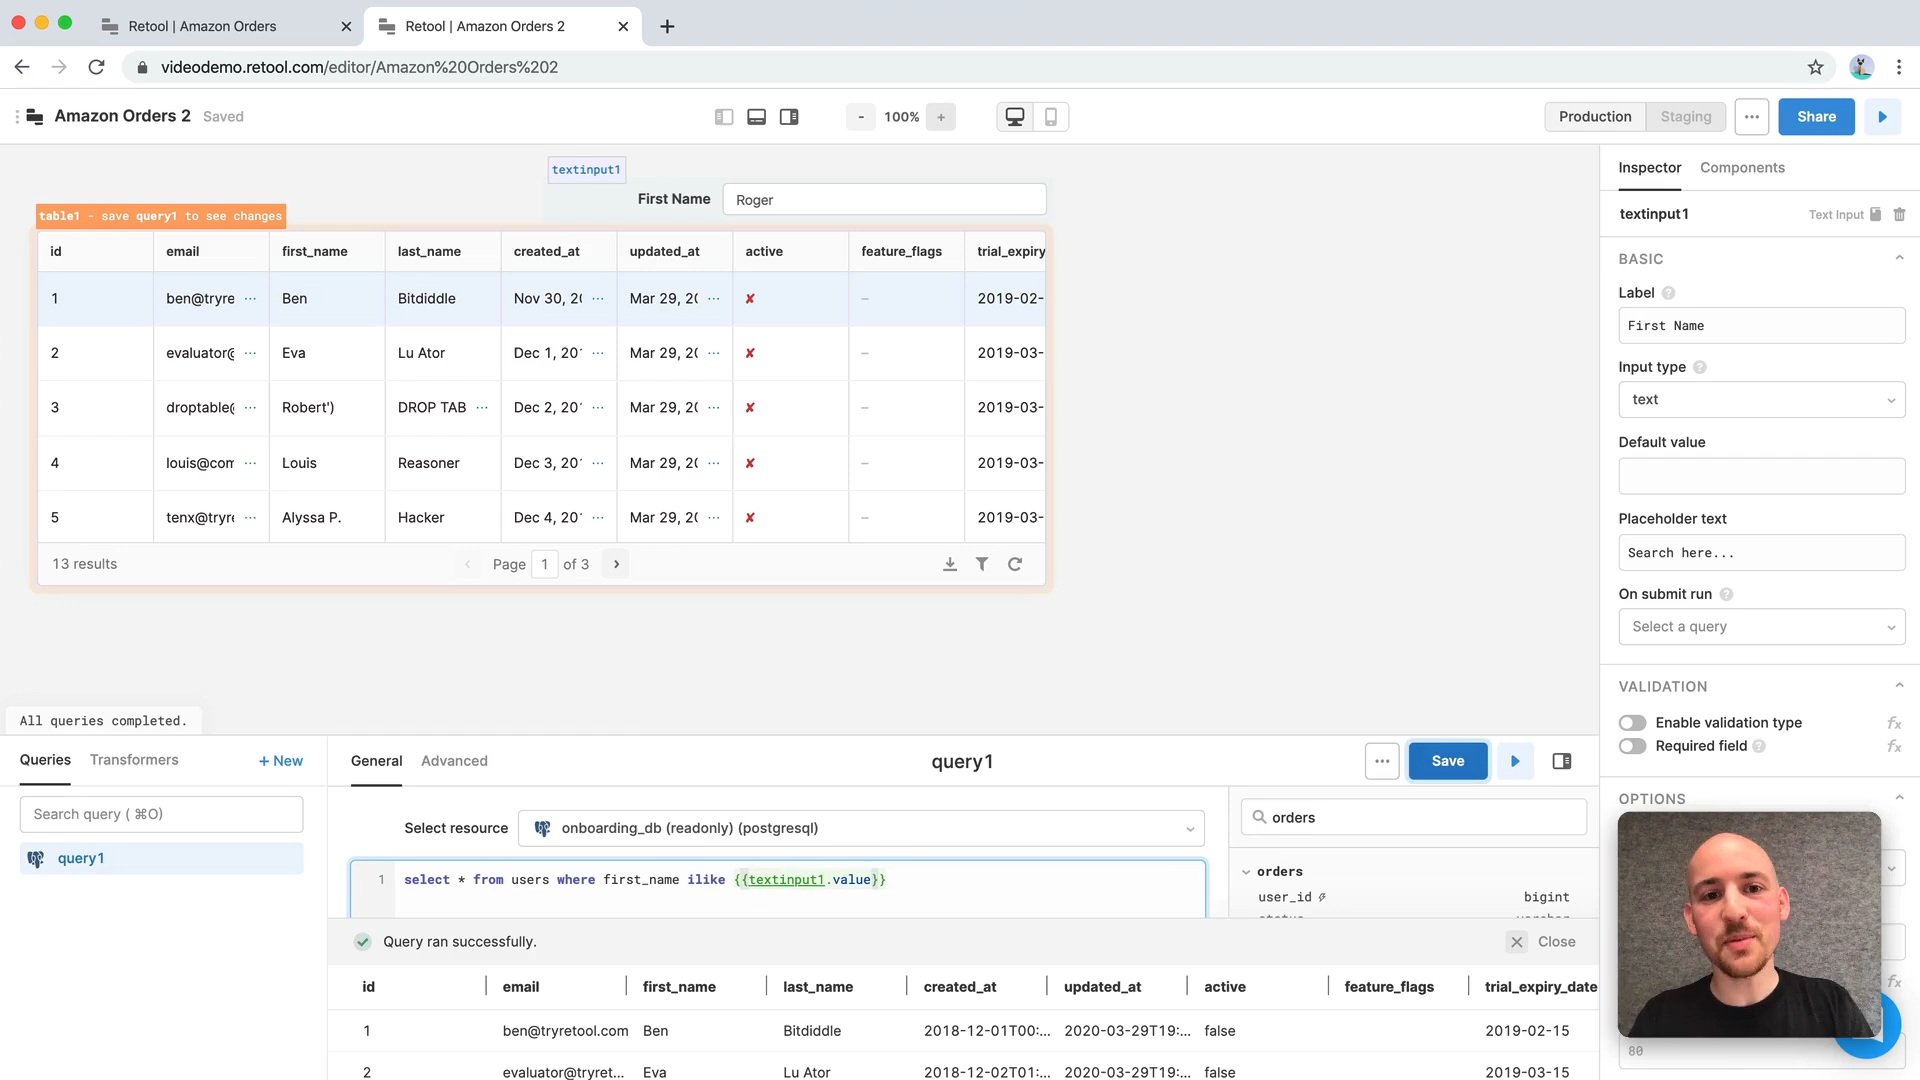 Retool | Amazon Orders
Retool | Amazon Orders 2
videodemo.retool.com/editor/Amazon%20Orders%202
Amazon Orders 2 Saved
- 100% +
Production Staging ... Share
textinput1
First Name Roger
table1 - save query1 to see changes
id email first_name last_name created_at updated_at active feature_flags trial_expiry
1 ben@tryre ... Ben Bitdiddle Nov 30, 20 ... Mar 29, 20 ... ✘ – 2019-02-
2 evaluator@ ... Eva Lu Ator Dec 1, 20 ... Mar 29, 20 ... ✘ – 2019-03-
3 droptable@ ... Robert') DROP TAB ... Dec 2, 20 ... Mar 29, 20 ... ✘ – 2019-03-
4 louis@com ... Louis Reasoner Dec 3, 20 ... Mar 29, 20 ... ✘ – 2019-03-
5 tenx@tryre ... Alyssa P. Hacker Dec 4, 20 ... Mar 29, 20 ... ✘ – 2019-03-
13 results Page 1 of 3
All queries completed.
Inspector Components
textinput1 Text Input
BASIC
Label
First Name
Input type
text
Default value
Placeholder text
Search here...
On submit run
Select a query
VALIDATION
Enable validation type fx
Required field fx
OPTIONS
fx
80
Queries Transformers + New
Search query ( ⌘O)
query1
General Advanced query1 ... Save
Select resource onboarding_db (readonly) (postgresql)
1 select * from users where first_name ilike {{textinput1.value}}
orders
orders
user_id bigint
Query ran successfully. Close
id email first_name last_name created_at updated_at active feature_flags trial_expiry_date
1 ben@tryretool.com Ben Bitdiddle 2018-12-01T00:... 2020-03-29T19:... false 2019-02-15
2 evaluator@tryret... Eva Lu Ator 2018-12-02T01:... 2020-03-29T19:... false 2019-03-15